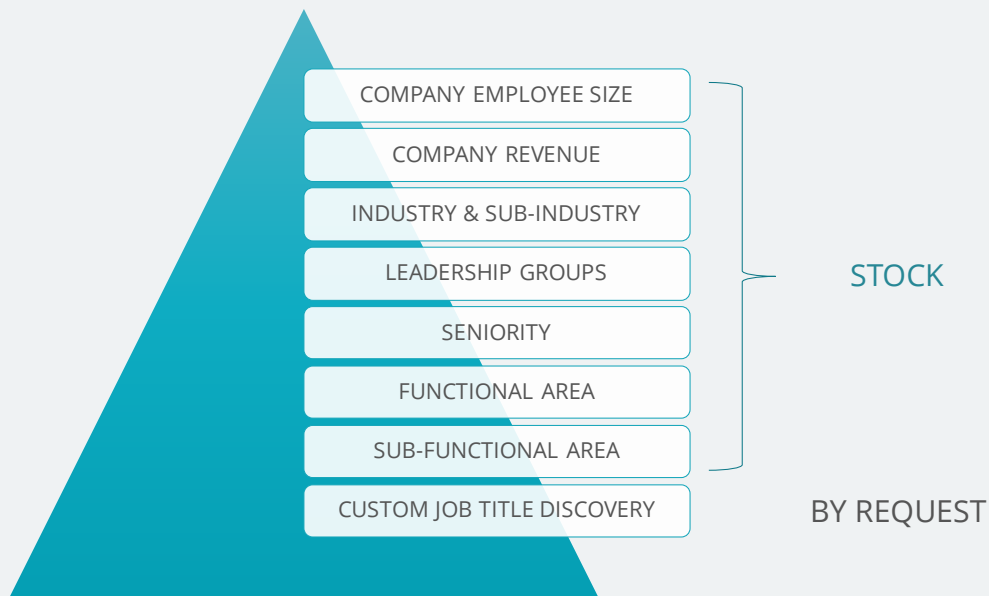 COMPANY EMPLOYEE SIZE
COMPANY REVENUE
INDUSTRY & SUB-INDUSTRY
LEADERSHIP GROUPS
STOCK
SENIORITY
FUNCTIONAL AREA
SUB-FUNCTIONAL AREA
CUSTOM JOB TITLE DISCOVERY
BY REQUEST